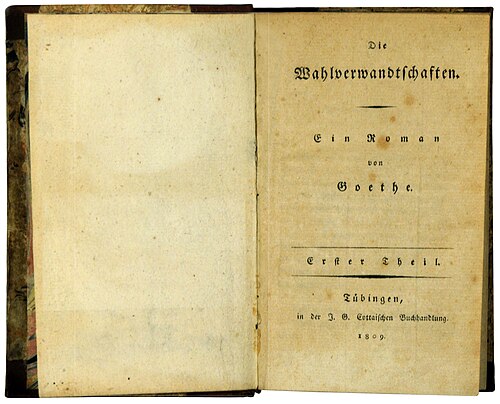 Die
Wahlverwandtschaften.
Ein Roman
von
Goethe.
Erster Theil.
Tübingen,
in der J. G. Cottaischen Buchhandlung.
1809.